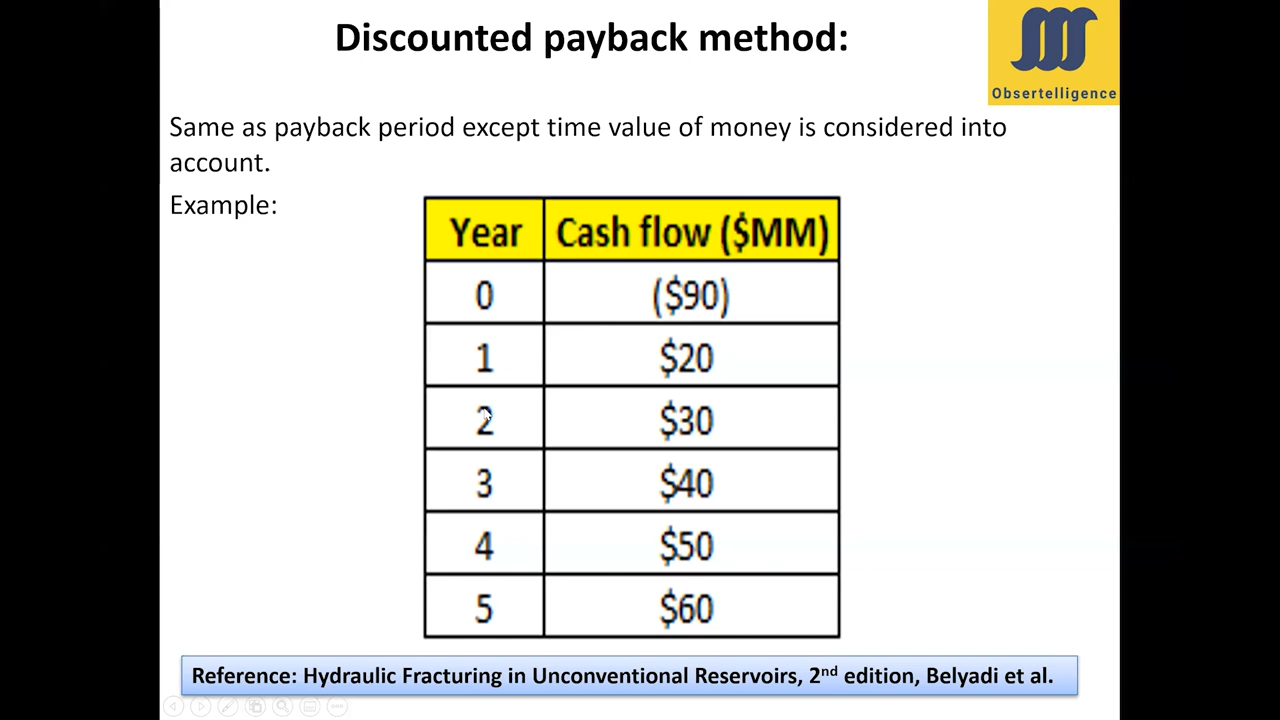 Discounted payback method:
Obsertelligence
Same as payback period except time value of money is considered into
account.
Example:
Year Cash flow ($MM)
0 ($90)
1 $20
2 $30
3 $40
4 $50
5 $60
Reference: Hydraulic Fracturing in Unconventional Reservoirs, 2nd edition, Belyadi et al.